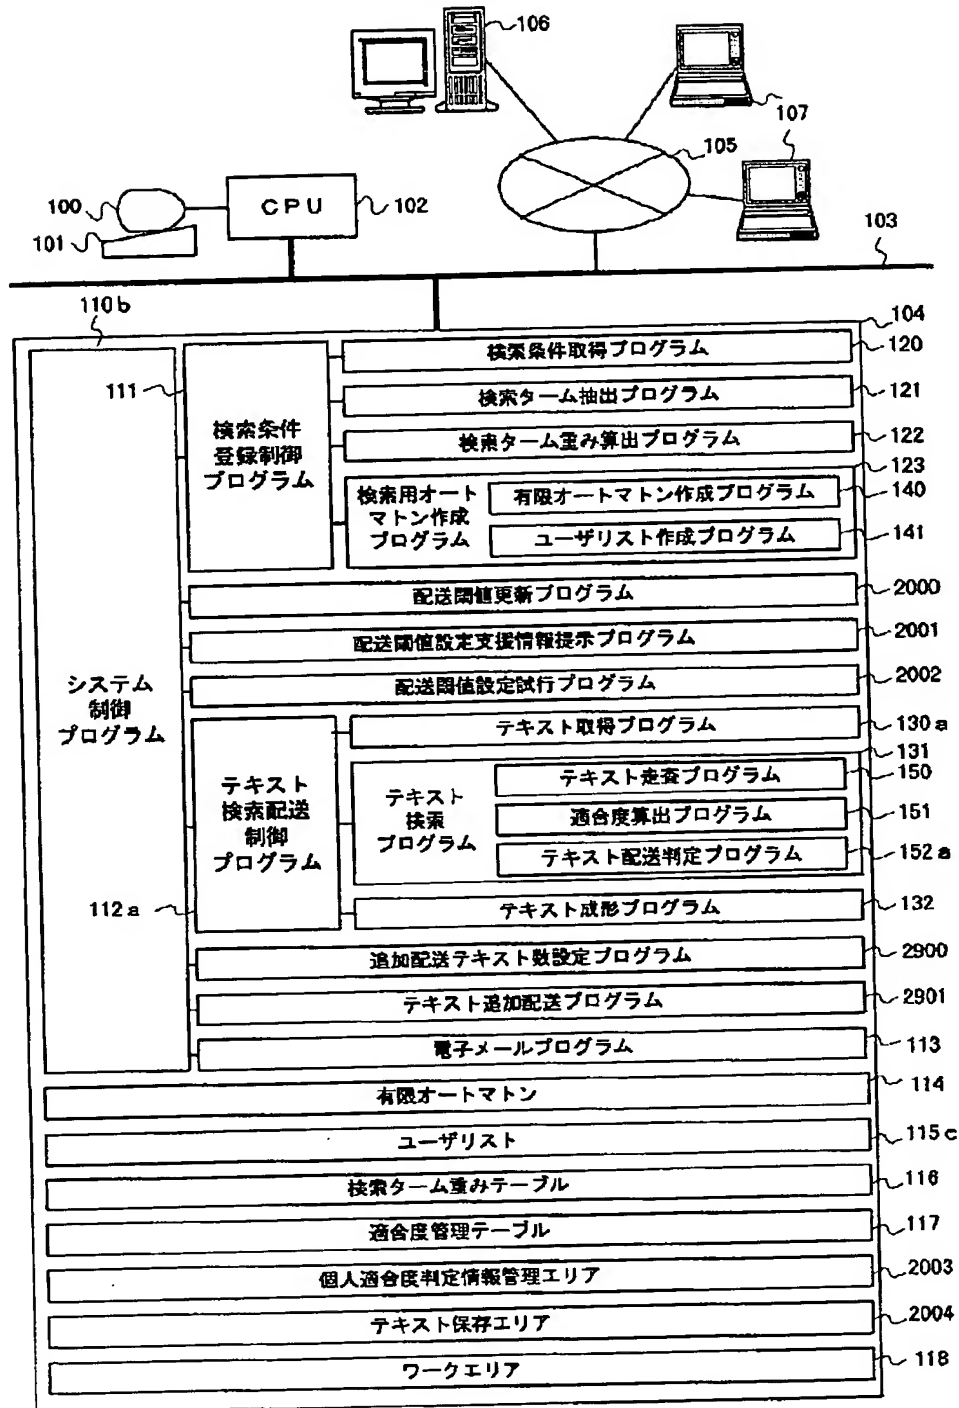 106
107
105
100
101
CPU
102
103
110b
104
111
検索条件
登録制御
プログラム
検索条件取得プログラム
120
検索ターム抽出プログラム
121
検索ターム重み算出プログラム
122
123
検索用オート
マトン作成
プログラム
有限オートマトン作成プログラム
140
ユーザリスト作成プログラム
141
配送閾値更新プログラム
2000
配送閾値設定支援情報提示プログラム
2001
配送閾値設定試行プログラム
2002
システム
制御
プログラム
テキスト
検索配送
制御
プログラム
112a
テキスト取得プログラム
130a
131
テキスト
検索
プログラム
テキスト走査プログラム
150
適合度算出プログラム
151
テキスト配送判定プログラム
152a
テキスト成形プログラム
132
追加配送テキスト数設定プログラム
2900
テキスト追加配送プログラム
2901
電子メールプログラム
113
有限オートマトン
114
ユーザリスト
115c
検索ターム重みテーブル
116
適合度管理テーブル
117
個人適合度判定情報管理エリア
2003
テキスト保存エリア
2004
ワークエリア
118